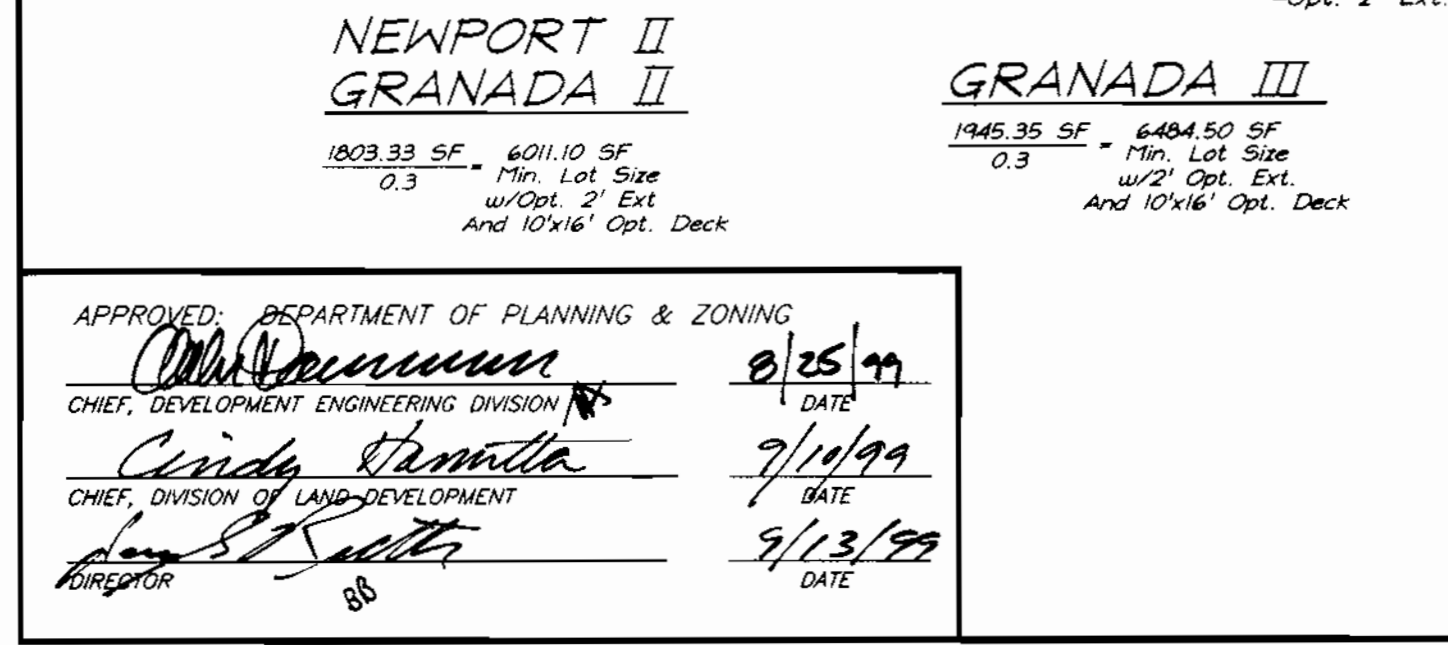 Opt. 2' Ext.
NEWPORT II
GRANADA II
1803.33 SF
0.3
= 6011.10 SF
Min. Lot Size
w/Opt. 2' Ext
And 10'x16' Opt. Deck
GRANADA III
1945.35 SF
0.3
= 6484.50 SF
Min. Lot Size
w/2' Opt. Ext.
And 10'x16' Opt. Deck
APPROVED: DEPARTMENT OF PLANNING & ZONING
8/25/99
CHIEF, DEVELOPMENT ENGINEERING DIVISION
DATE
Cindy Hamilton
9/10/99
CHIEF, DIVISION OF LAND DEVELOPMENT
DATE
9/13/99
DIRECTOR
DATE
BB